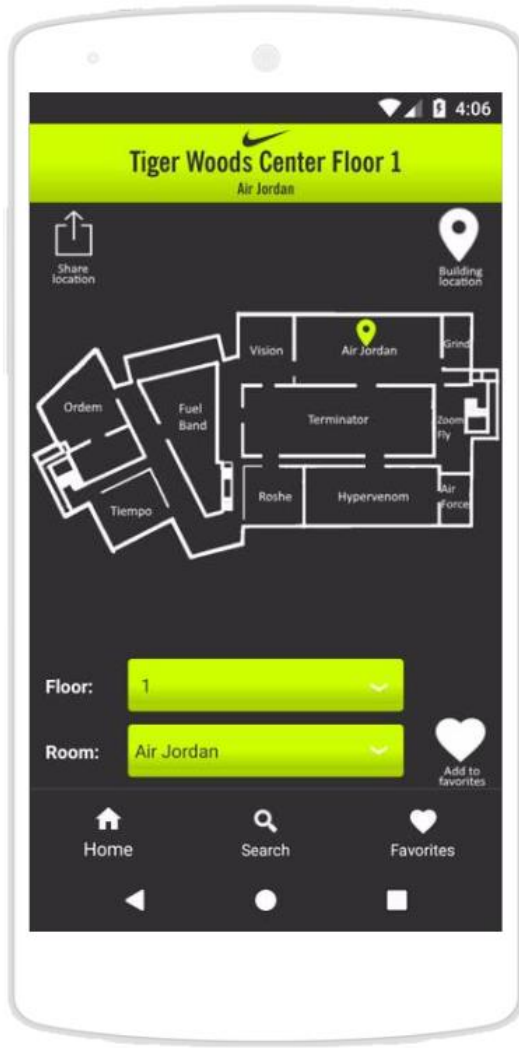 4:06
Tiger Woods Center Floor 1
Air Jordan
Share
location
Building
location
Vision
Air Jordan
Grind
Ordem
Fuel
Band
Terminator
Zoom
Fly
Tiempo
Roshe
Hypervenom
Air
Force
Floor:
1
Room:
Air Jordan
Add to
favorites
Home
Search
Favorites